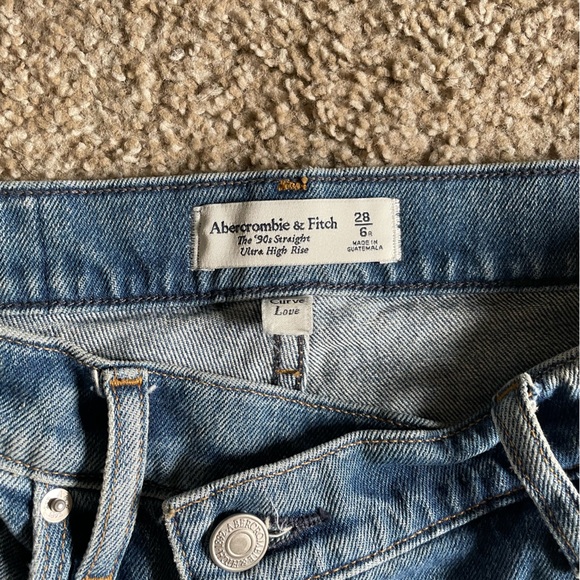 Abercrombie & Fitch
The '90s Straight
Ultra High Rise
28
6R
MADE IN
GUATEMALA
Curve
Love